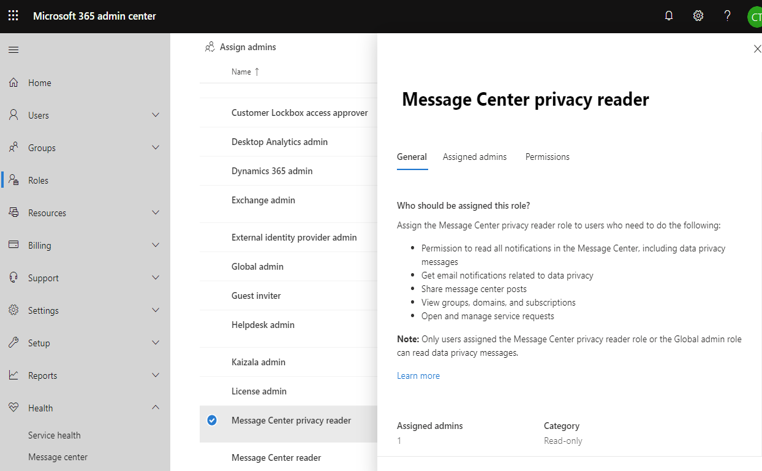 Microsoft 365 admin center
?
CT
Home
Users
Groups
Roles
Resources
Billing
Support
Settings
Setup
Reports
Health
Service health
Message center
Assign admins
Name ↑
Customer Lockbox access approver
Desktop Analytics admin
Dynamics 365 admin
Exchange admin
External identity provider admin
Global admin
Guest inviter
Helpdesk admin
Kaizala admin
License admin
Message Center privacy reader
Message Center reader
Message Center privacy reader
General Assigned admins Permissions
Who should be assigned this role?
Assign the Message Center privacy reader role to users who need to do the following:
• Permission to read all notifications in the Message Center, including data privacy
messages
• Get email notifications related to data privacy
• Share message center posts
• View groups, domains, and subscriptions
• Open and manage service requests
Note: Only users assigned the Message Center privacy reader role or the Global admin role
can read data privacy messages.
Learn more
Assigned admins Category
1 Read-only